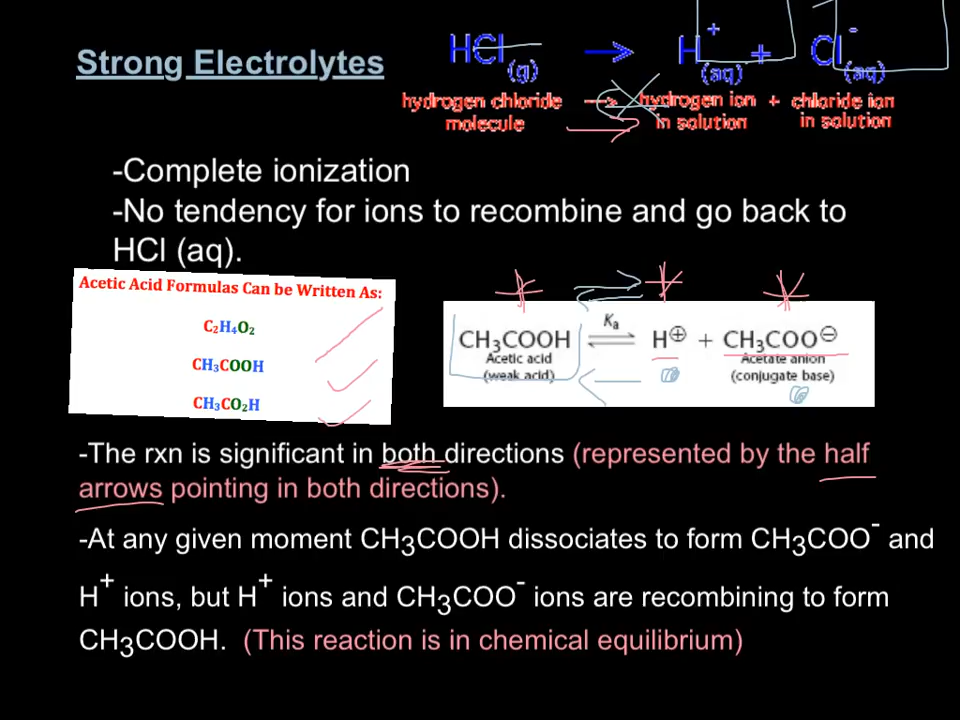 Strong Electrolytes
HCl(g) → H+(aq) + Cl-(aq)
hydrogen chloride molecule → hydrogen ion in solution + chloride ion in solution
-Complete ionization
-No tendency for ions to recombine and go back to
HCl (aq).
Acetic Acid Formulas Can be Written As:
C2H4O2
CH3COOH
CH3CO2H
Ka
CH3COOH ⇌ H⊕ + CH3COO⊖
Acetic acid Acetate anion
(weak acid) (conjugate base)
-The rxn is significant in both directions (represented by the half
arrows pointing in both directions).
-At any given moment CH3COOH dissociates to form CH3COO- and
H+ ions, but H+ ions and CH3COO- ions are recombining to form
CH3COOH. (This reaction is in chemical equilibrium)